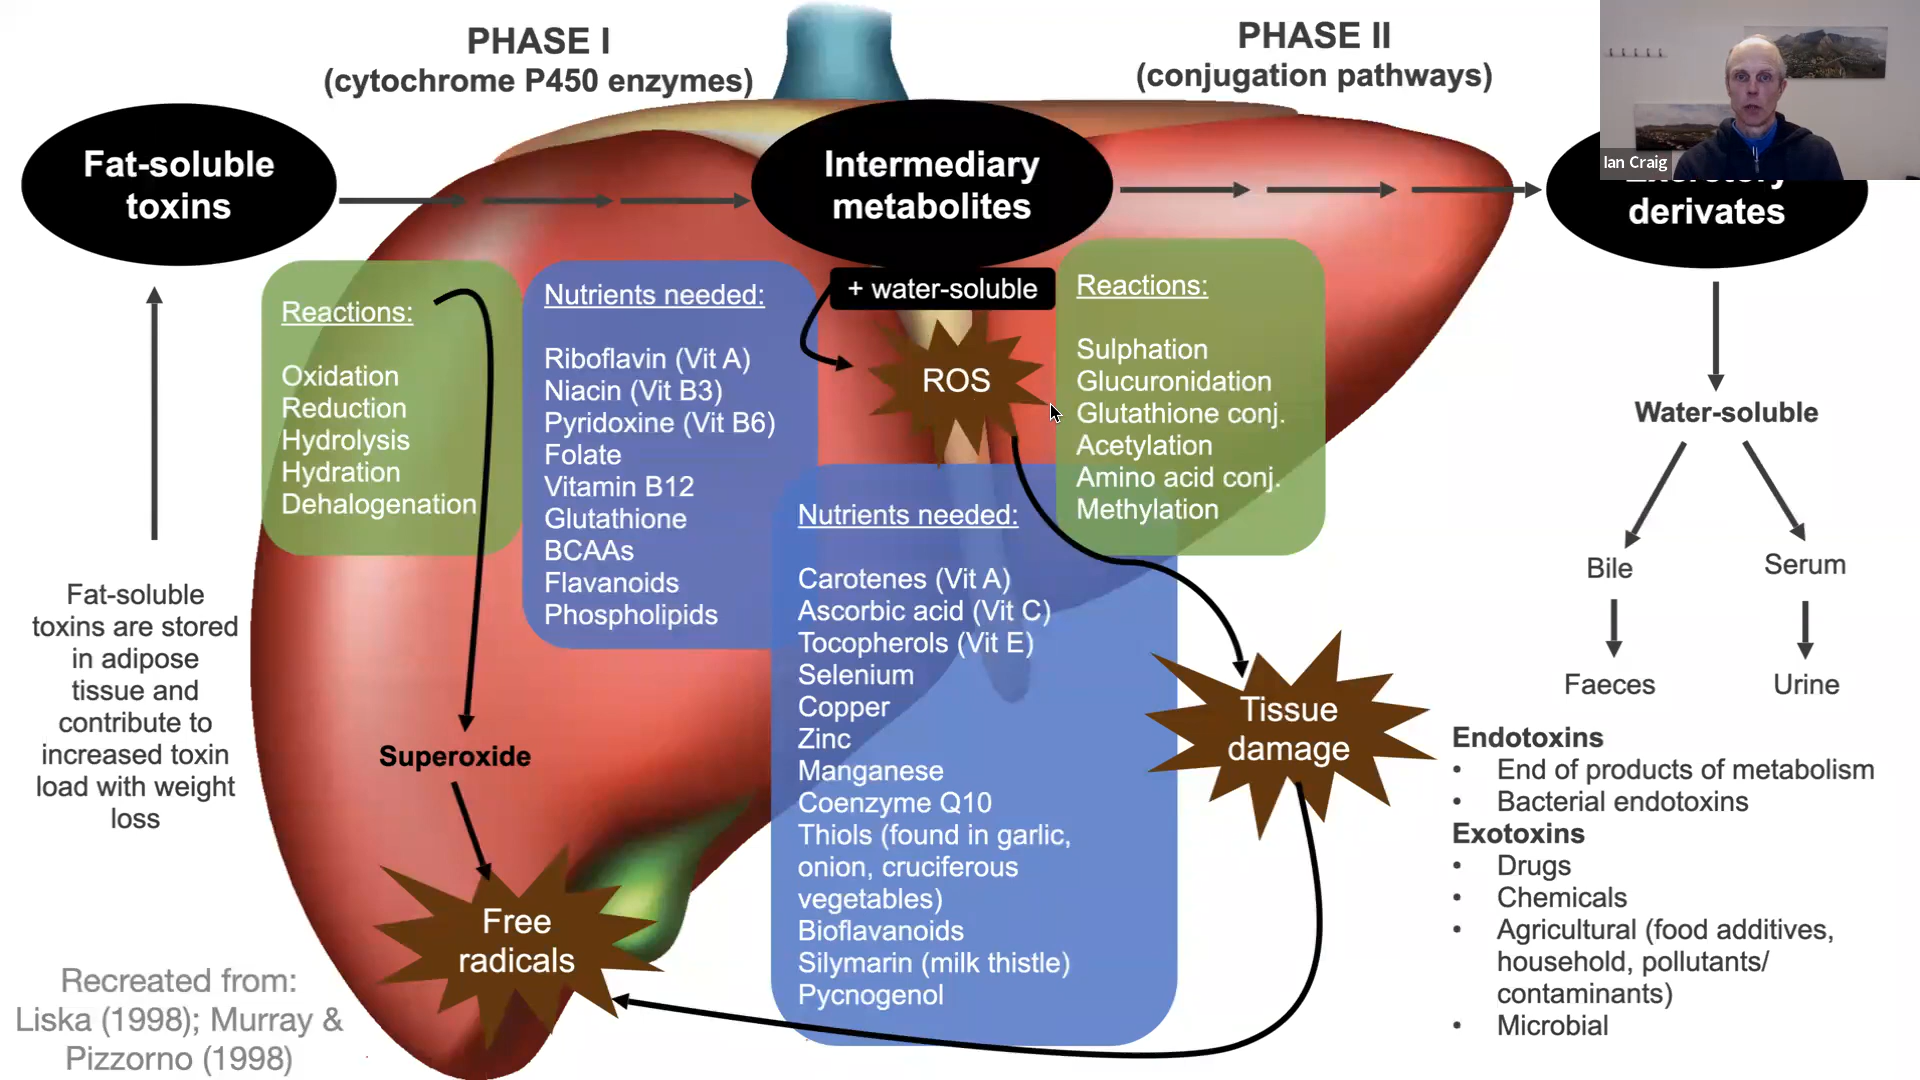 PHASE I
(cytochrome P450 enzymes)
PHASE II
(conjugation pathways)
Ian Craig
Fat-soluble
toxins
Intermediary
metabolites
Excretory
derivates
+ water-soluble
Reactions:
Oxidation
Reduction
Hydrolysis
Hydration
Dehalogenation
Nutrients needed:
Riboflavin (Vit A)
Niacin (Vit B3)
Pyridoxine (Vit B6)
Folate
Vitamin B12
Glutathione
BCAAs
Flavanoids
Phospholipids
ROS
Reactions:
Sulphation
Glucuronidation
Glutathione conj.
Acetylation
Amino acid conj.
Methylation
Nutrients needed:
Carotenes (Vit A)
Ascorbic acid (Vit C)
Tocopherols (Vit E)
Selenium
Copper
Zinc
Manganese
Coenzyme Q10
Thiols (found in garlic,
onion, cruciferous
vegetables)
Bioflavanoids
Silymarin (milk thistle)
Pycnogenol
Water-soluble
Bile
Serum
Faeces
Urine
Fat-soluble
toxins are stored
in adipose
tissue and
contribute to
increased toxin
load with weight
loss
Superoxide
Free
radicals
Tissue
damage
Endotoxins
• End of products of metabolism
• Bacterial endotoxins
Exotoxins
• Drugs
• Chemicals
• Agricultural (food additives,
household, pollutants/
contaminants)
• Microbial
Recreated from:
Liska (1998); Murray &
Pizzorno (1998)